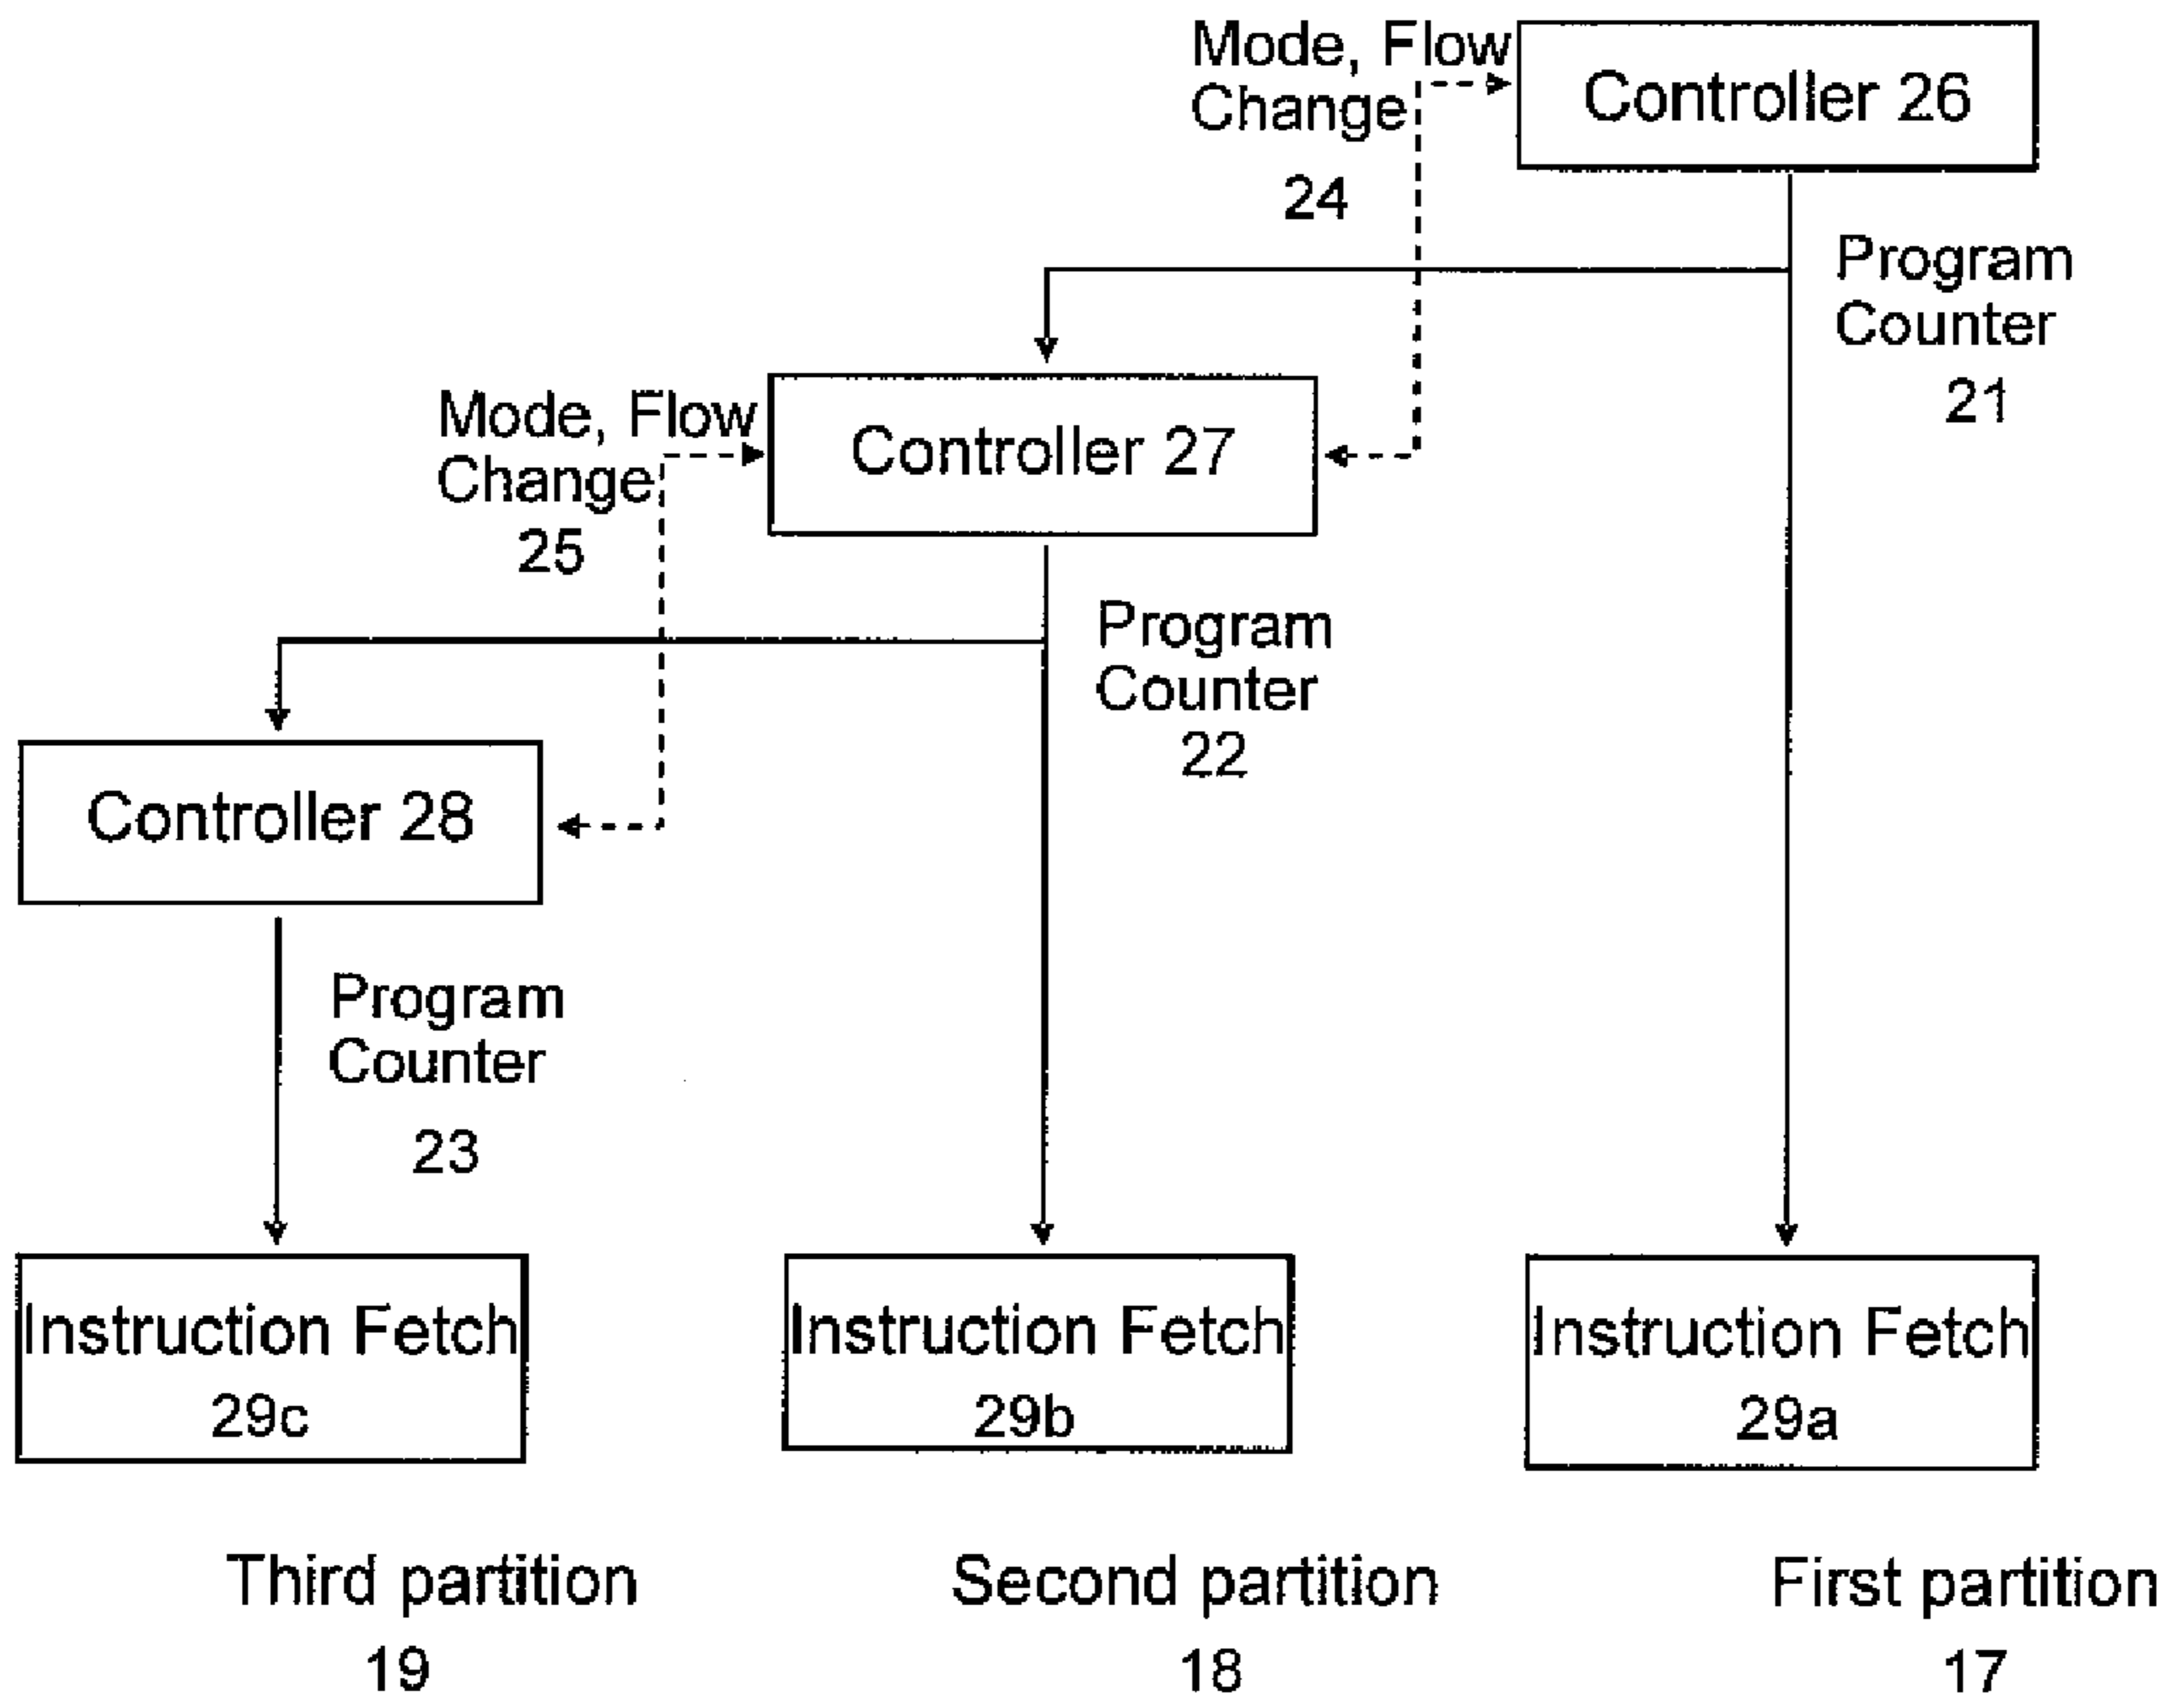 Mode, Flow
Change
24
Controller 26
Program
Counter
21
Mode, Flow
Change
25
Controller 27
Program
Counter
22
Controller 28
Program
Counter
23
Instruction Fetch
29c
Instruction Fetch
29b
Instruction Fetch
29a
Third partition
19
Second partition
18
First partition
17